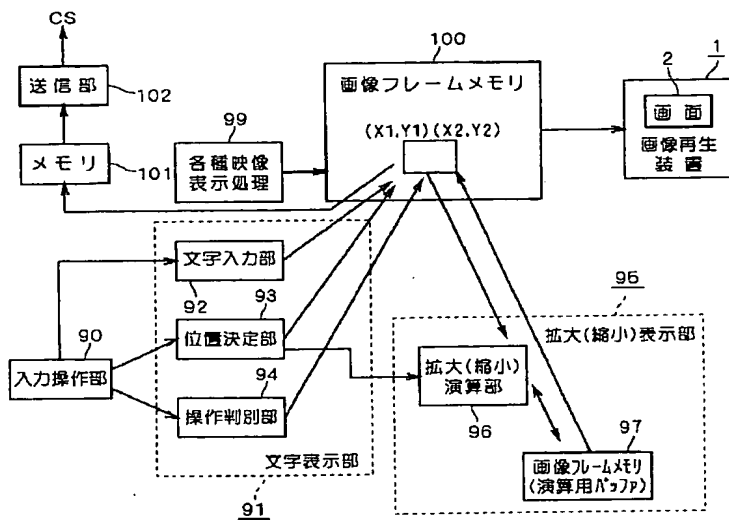 CS
送信部
102
メモリ
101
99
各種映像
表示処理
100
画像フレームメモリ
(X1,Y1)(X2,Y2)
1
2
画面
画像再生
装置
文字入力部
92
93
位置決定部
94
操作判別部
文字表示部
91
90
入力操作部
95
拡大(縮小)表示部
拡大(縮小)
演算部
96
97
画像フレームメモリ
(演算用バッファ)